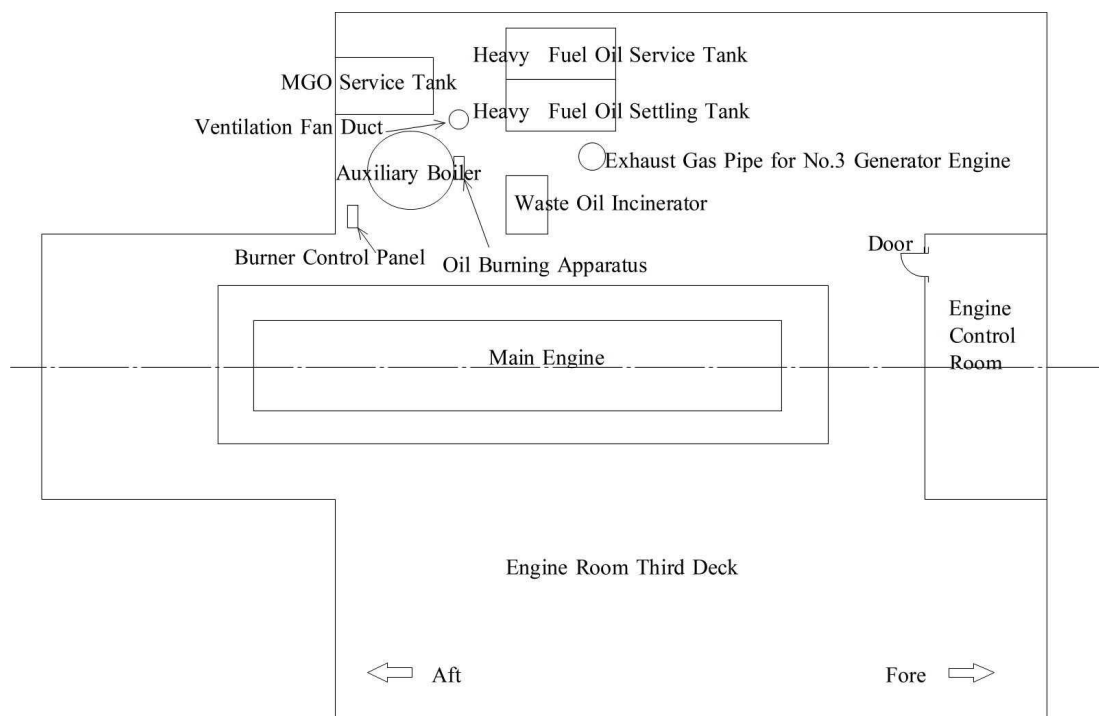 Heavy Fuel Oil Service Tank
MGO Service Tank
Heavy Fuel Oil Settling Tank
Ventilation Fan Duct
Exhaust Gas Pipe for No.3 Generator Engine
Auxiliary Boiler
Waste Oil Incinerator
Door
Burner Control Panel
Oil Burning Apparatus
Engine
Control
Room
Main Engine
Engine Room Third Deck
Aft
Fore